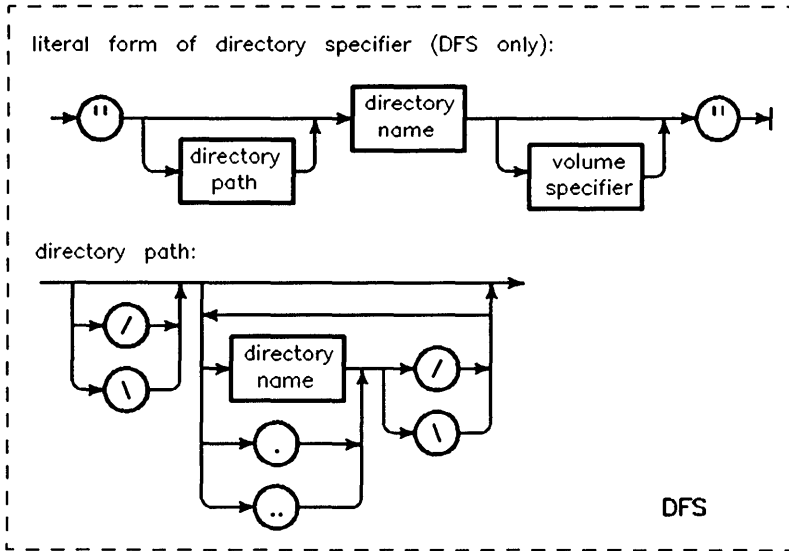 literal form of directory specifier (DFS only):
" directory name "
directory path
volume specifier
directory path:
/
\
directory name
/
\
.
..
DFS